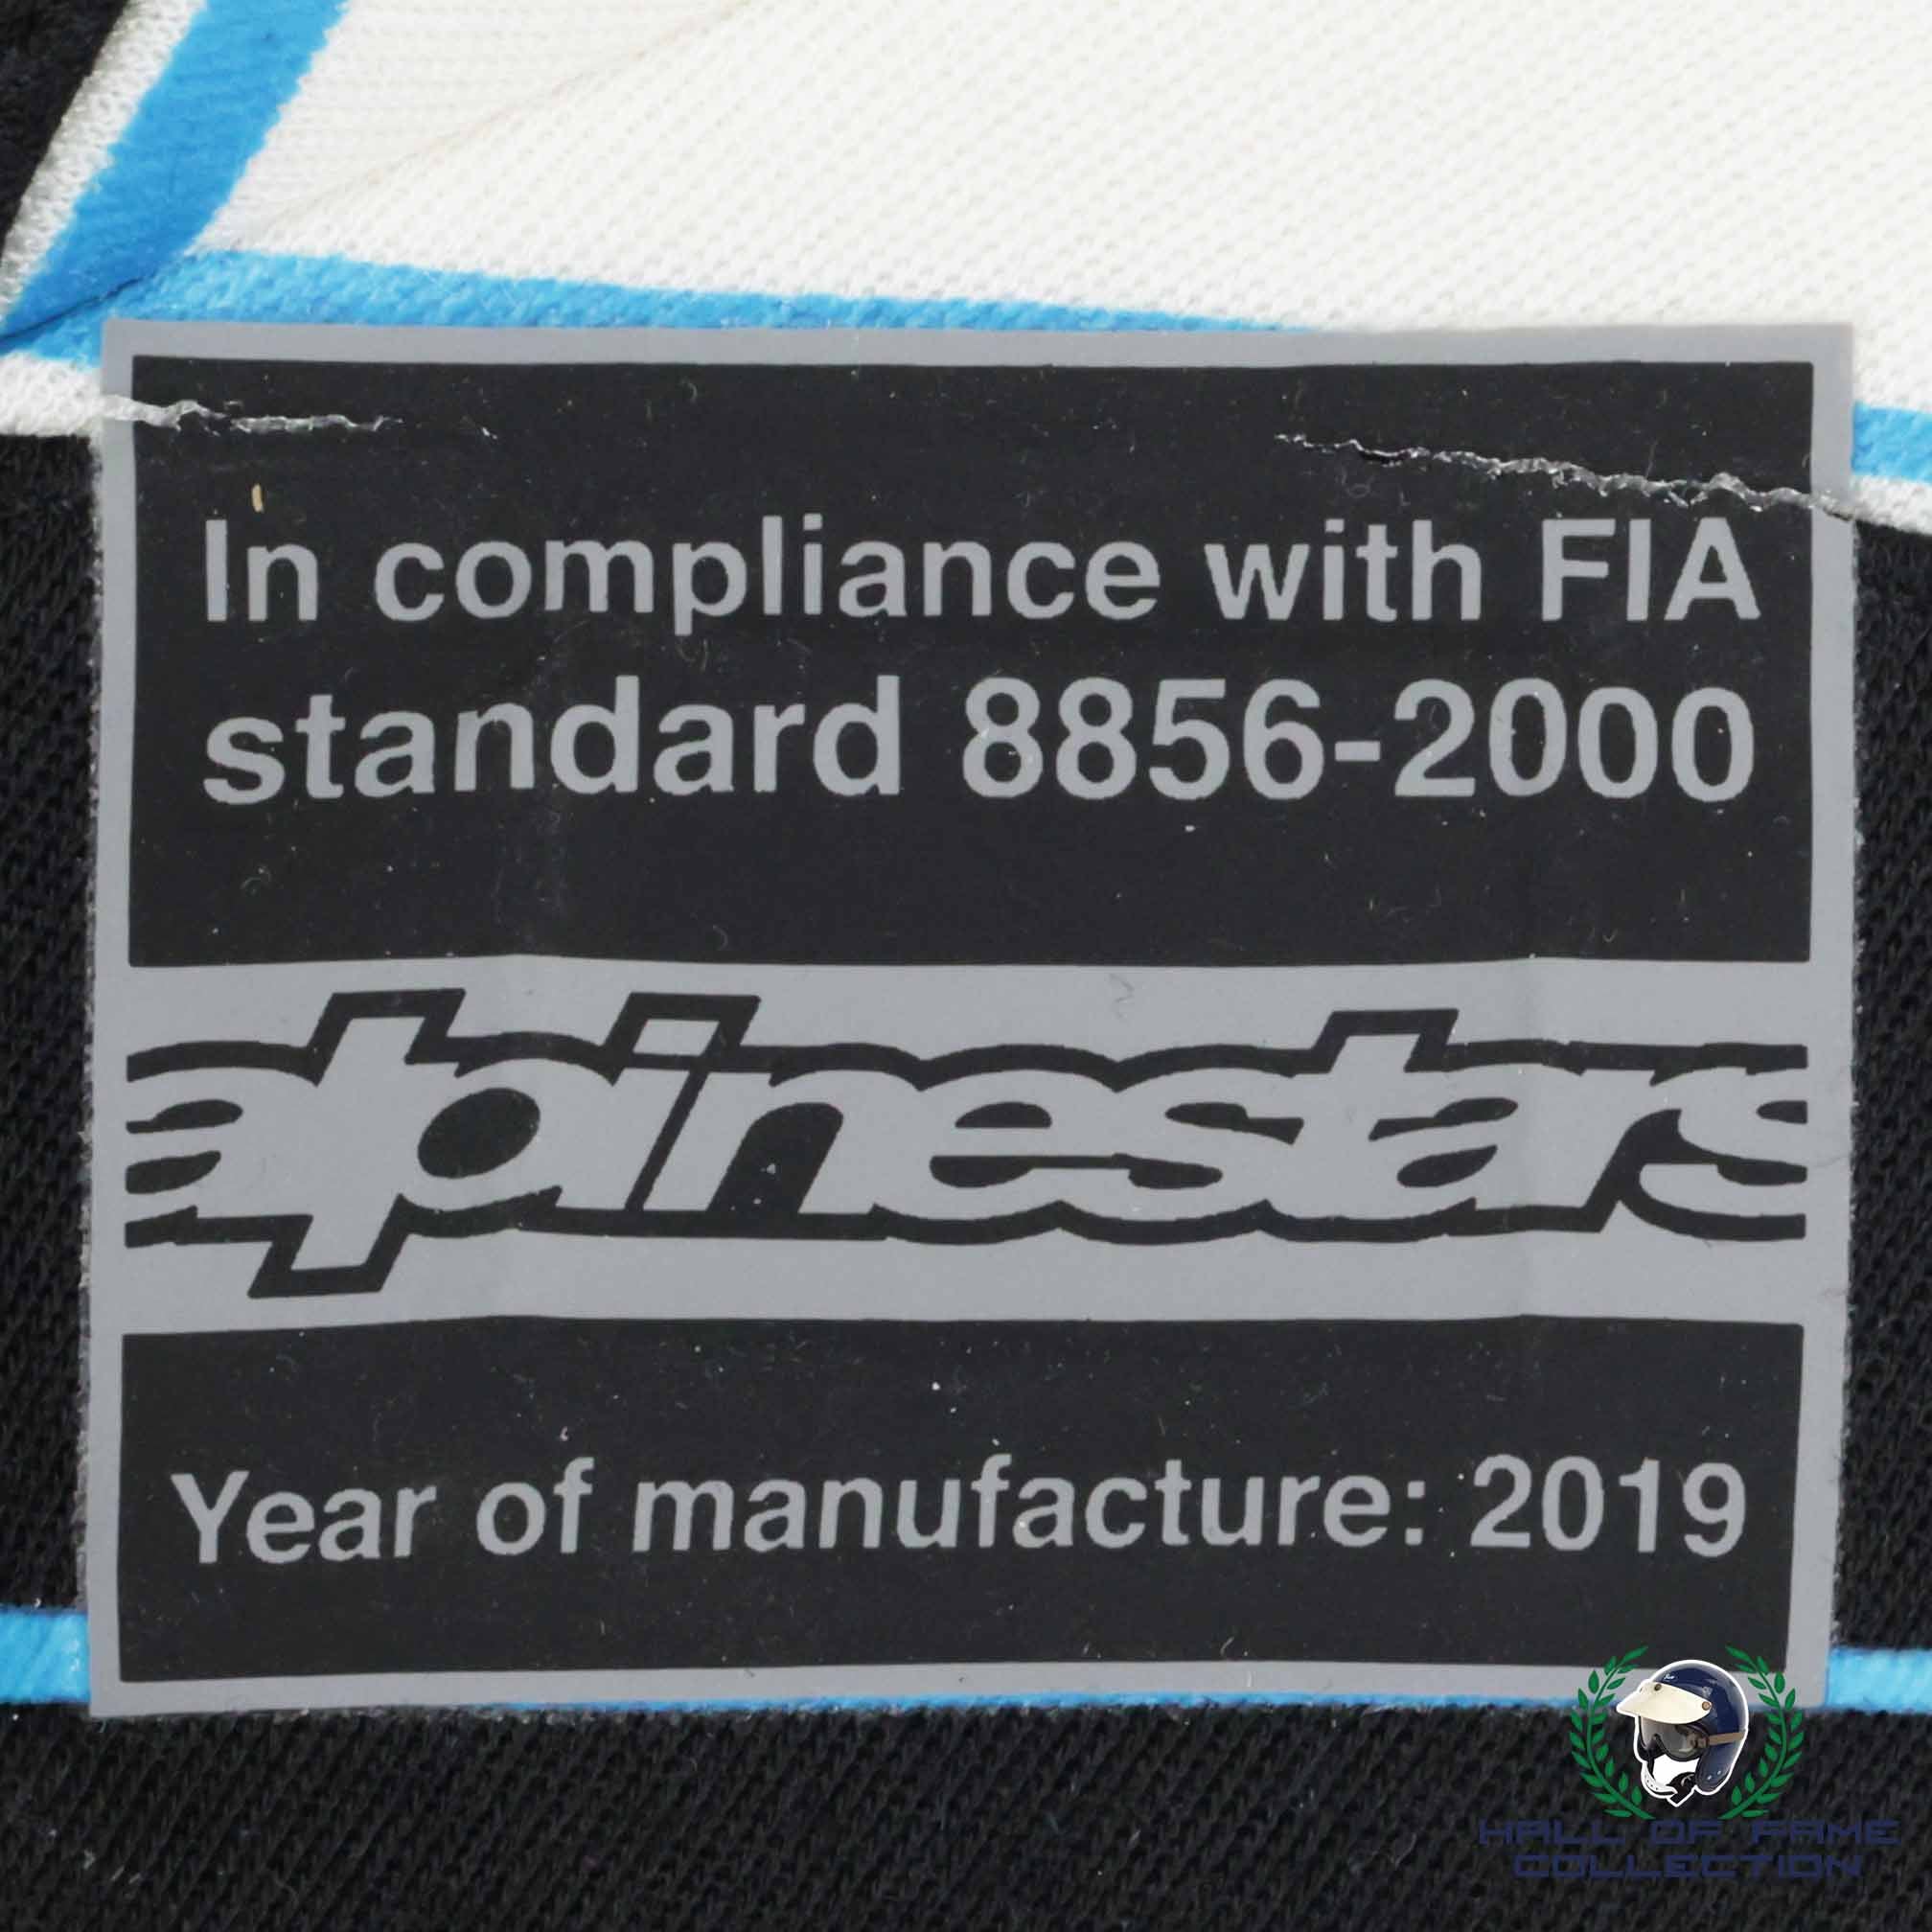 In compliance with FIA
standard 8856-2000
alpinestars
Year of manufacture: 2019
HALL OF FAME
COLLECTION